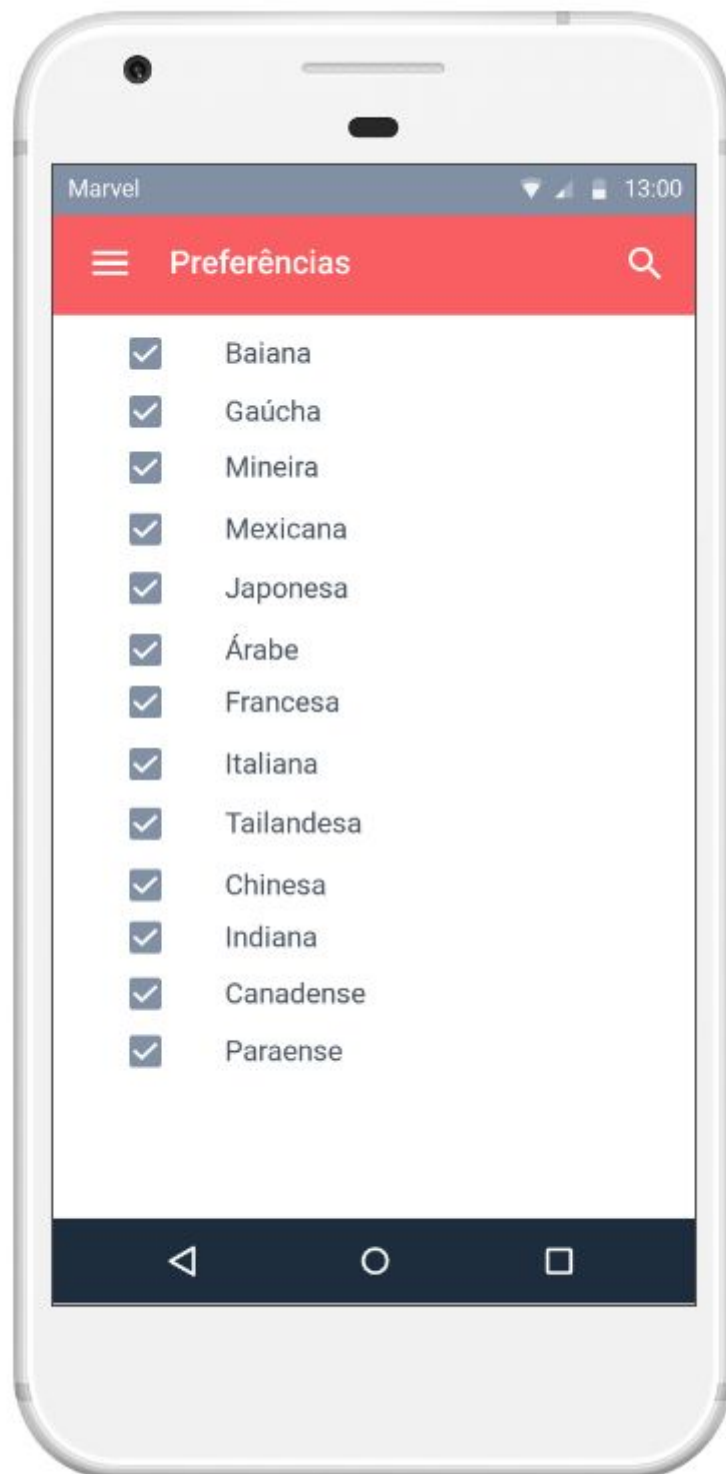 Marvel 13:00
Preferências
Baiana
Gaúcha
Mineira
Mexicana
Japonesa
Árabe
Francesa
Italiana
Tailandesa
Chinesa
Indiana
Canadense
Paraense